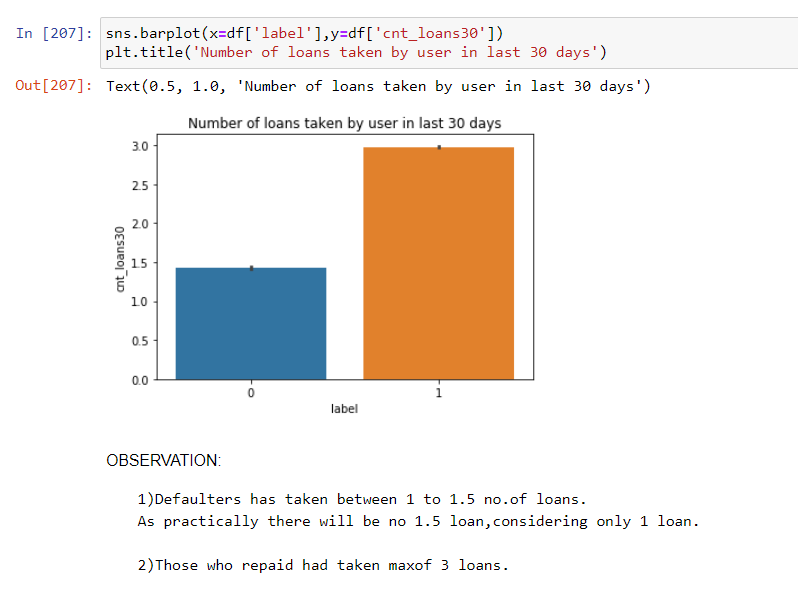 In [207]: sns.barplot(x=df['label'],y=df['cnt_loans30'])
plt.title('Number of loans taken by user in last 30 days')
Out[207]: Text(0.5, 1.0, 'Number of loans taken by user in last 30 days')
Number of loans taken by user in last 30 days
3.0
2.5
2.0
1.5
1.0
0.5
0.0
cnt_loans30
0 1
label
OBSERVATION:
1)Defaulters has taken between 1 to 1.5 no.of loans.
As practically there will be no 1.5 loan,considering only 1 loan.
2)Those who repaid had taken maxof 3 loans.